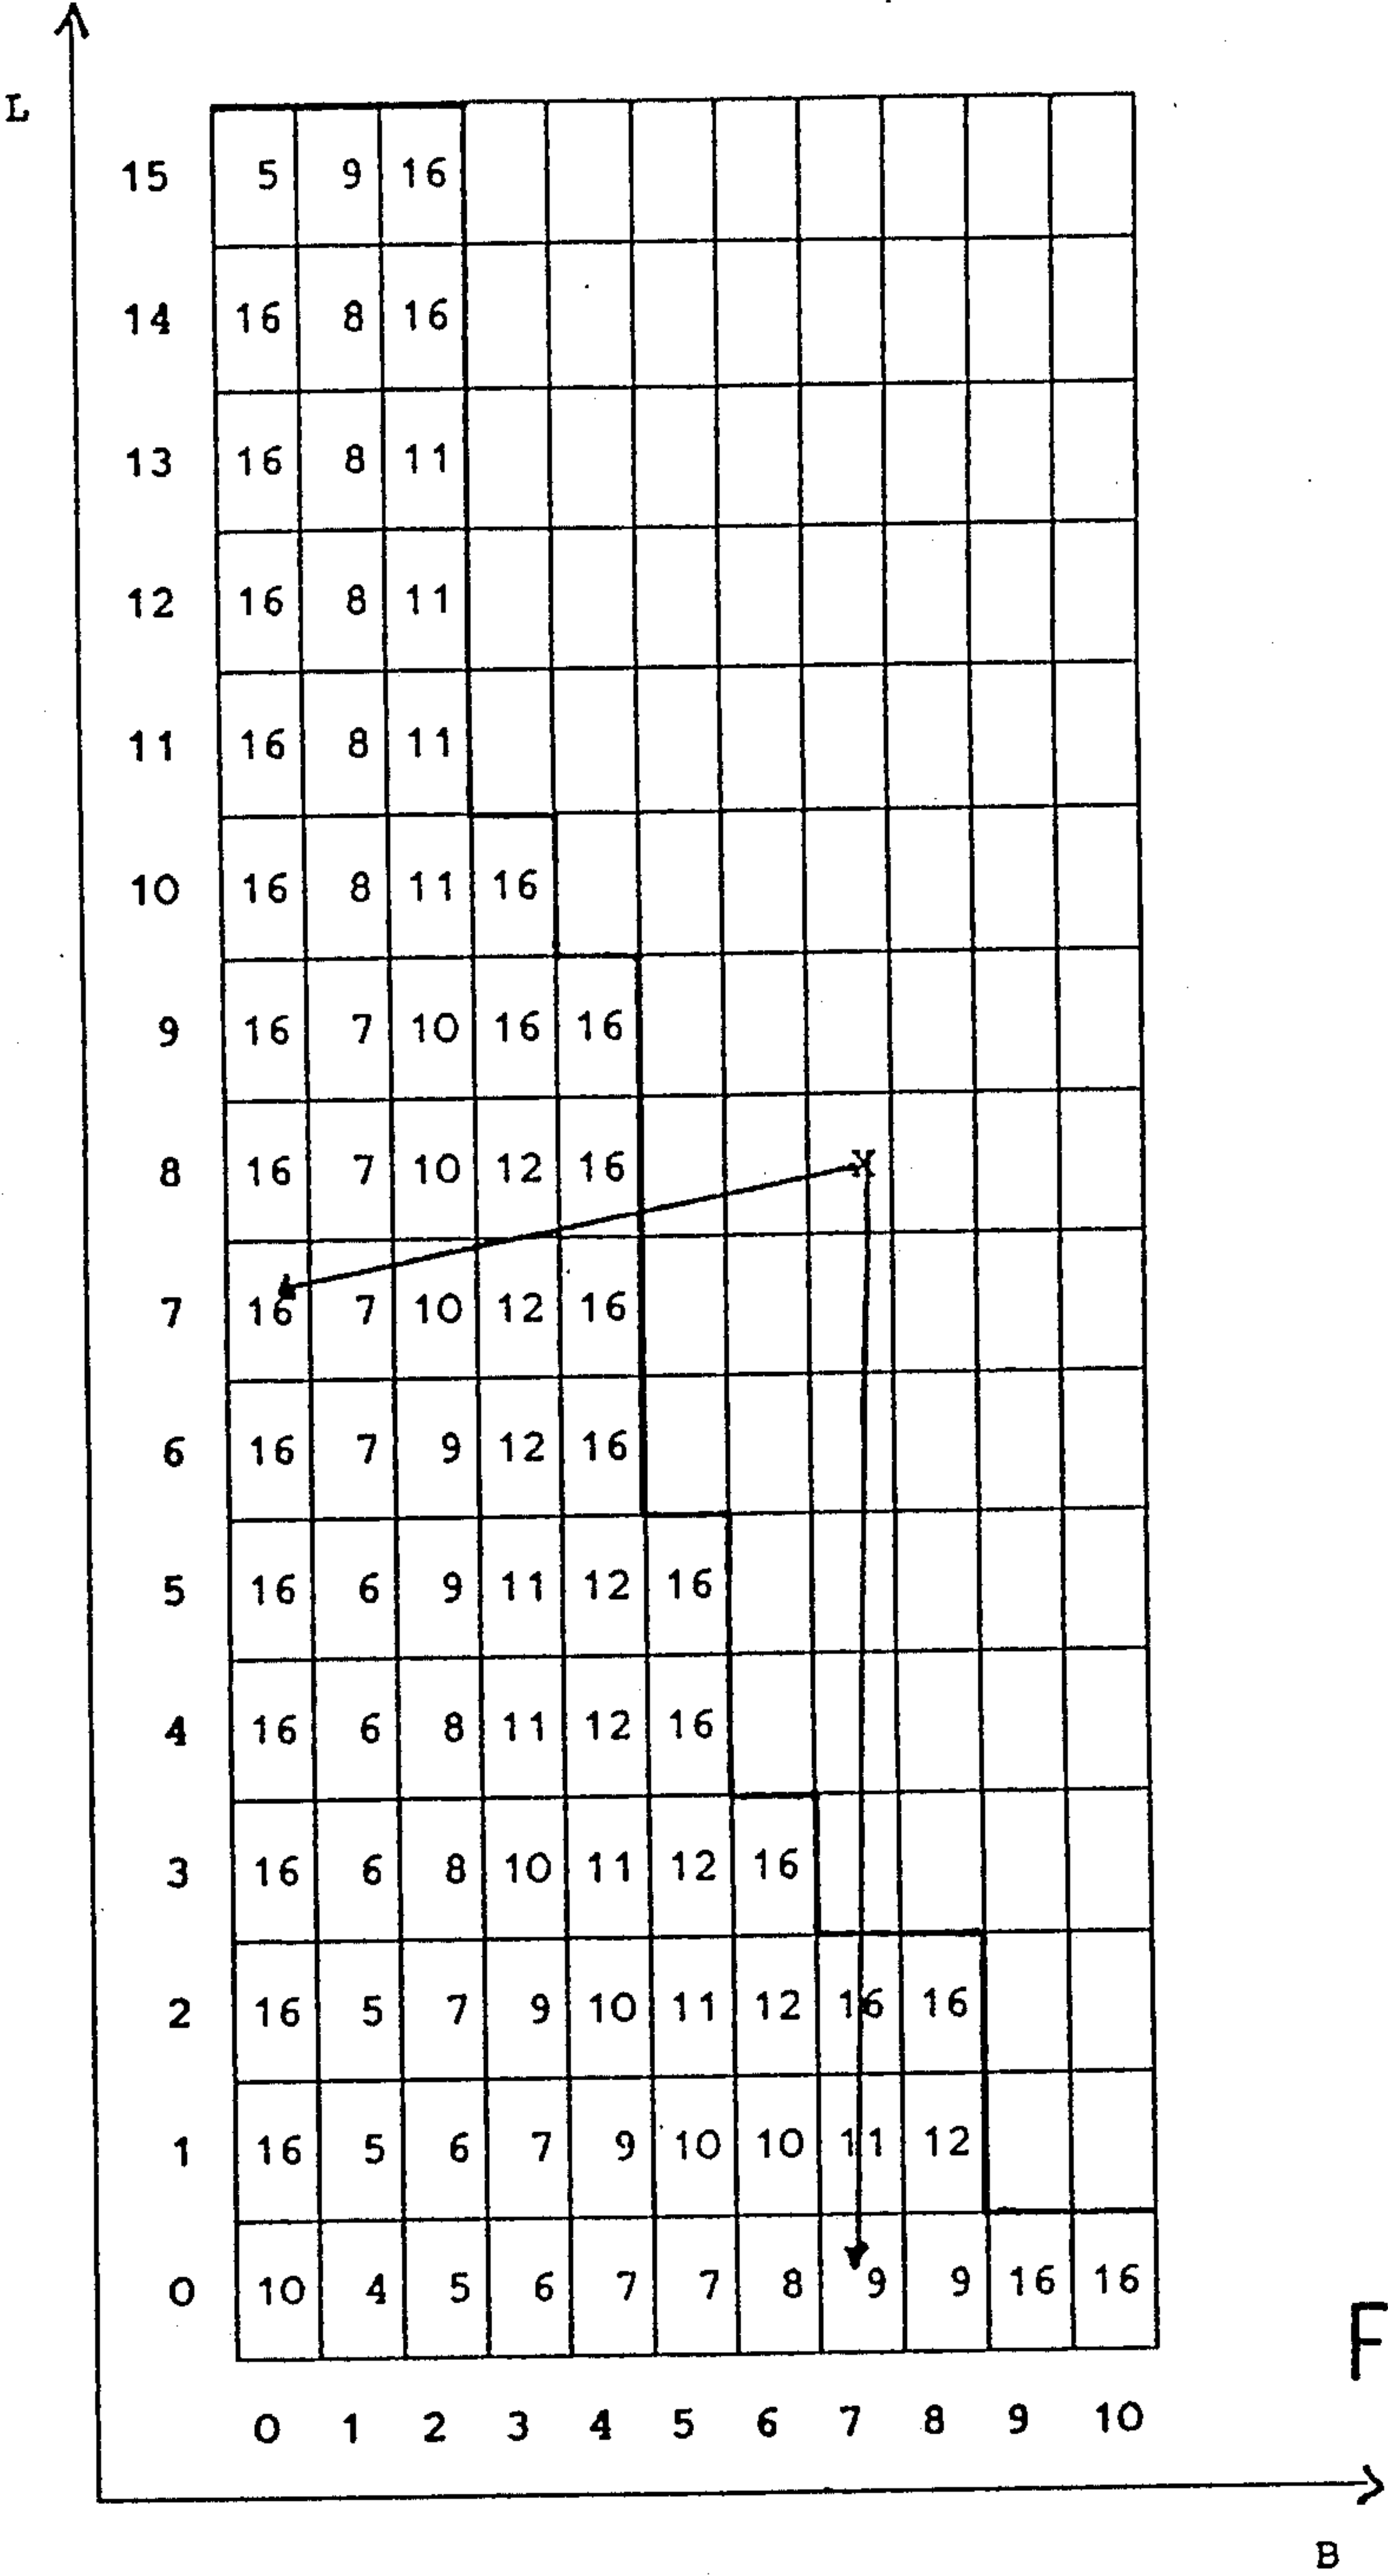 L
15 5 9 16
14 16 8 16
13 16 8 11
12 16 8 11
11 16 8 11
10 16 8 11 16
9 16 7 10 16 16
8 16 7 10 12 16 X
7 16 7 10 12 16
6 16 7 9 12 16
5 16 6 9 11 12 16
4 16 6 8 11 12 16
3 16 6 8 10 11 12 16
2 16 5 7 9 10 11 12 16 16
1 16 5 6 7 9 10 10 11 12
0 10 4 5 6 7 7 8 9 9 16 16
F
0 1 2 3 4 5 6 7 8 9 10
B